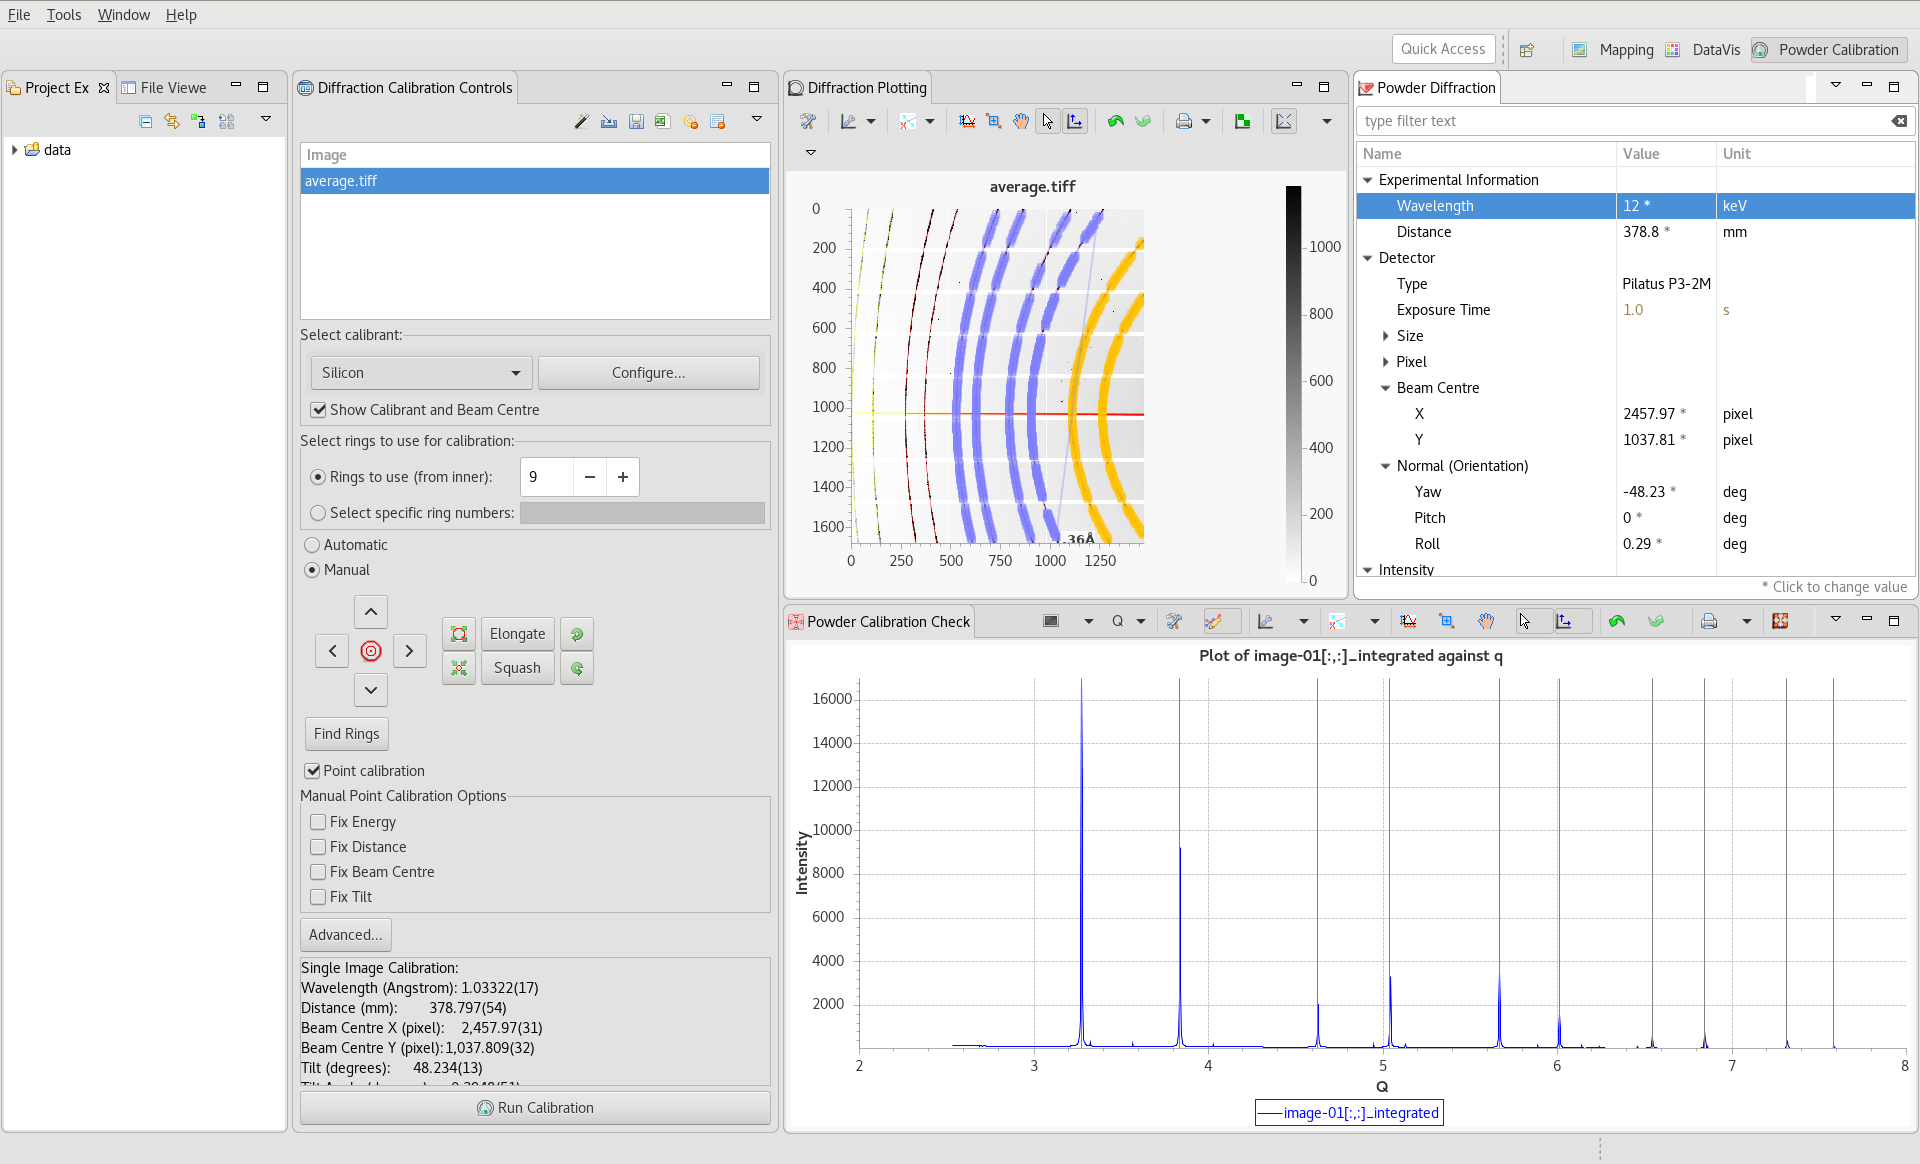 File Tools Window Help
Quick Access Mapping DataVis Powder Calibration
Project Ex File Viewe
data
Diffraction Calibration Controls
Image
average.tiff
Select calibrant:
Silicon Configure...
Show Calibrant and Beam Centre
Select rings to use for calibration:
Rings to use (from inner): 9 − +
Select specific ring numbers:
Automatic
Manual
Elongate
Squash
Find Rings
Point calibration
Manual Point Calibration Options
Fix Energy
Fix Distance
Fix Beam Centre
Fix Tilt
Advanced...
Single Image Calibration:
Wavelength (Angstrom): 1.03322(17)
Distance (mm): 378.797(54)
Beam Centre X (pixel): 2,457.97(31)
Beam Centre Y (pixel): 1,037.809(32)
Tilt (degrees): 48.234(13)
Run Calibration
Diffraction Plotting
average.tiff
0
200
400
600
800
1000
1200
1400
1600
0 250 500 750 1000 1250
.36Å
1000
800
600
400
200
0
Powder Diffraction
type filter text
Name Value Unit
Experimental Information
Wavelength 12 * keV
Distance 378.8 * mm
Detector
Type Pilatus P3-2M
Exposure Time 1.0 s
Size
Pixel
Beam Centre
X 2457.97 * pixel
Y 1037.81 * pixel
Normal (Orientation)
Yaw -48.23 * deg
Pitch 0 * deg
Roll 0.29 * deg
Intensity
* Click to change value
Powder Calibration Check Q
Plot of image-01[:,:]_integrated against q
16000
14000
12000
10000
8000
6000
4000
2000
Intensity
2 3 4 5 6 7 8
Q
image-01[:,:]_integrated